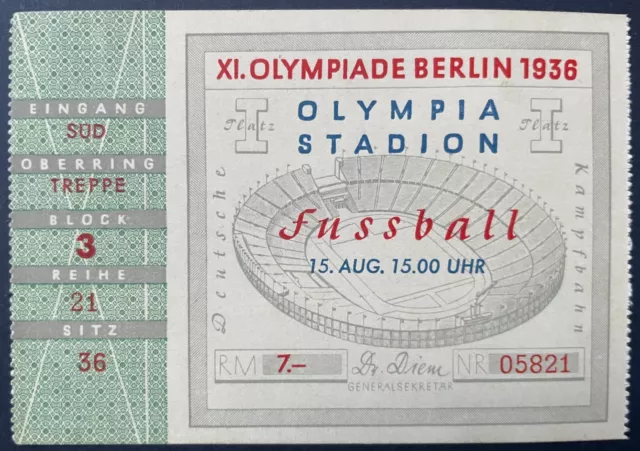 EINGANG
SÜD
OBERRING
TREPPE
BLOCK
3
REIHE
21
SITZ
36
XI. OLYMPIADE BERLIN 1936
I Platz
OLYMPIA
STADION
I Platz
Deutsche
Kampfbahn
Fussball
15. AUG. 15.00 UHR
RM 7.–
Dr. Diem
GENERALSEKRETÄR
NR 05821